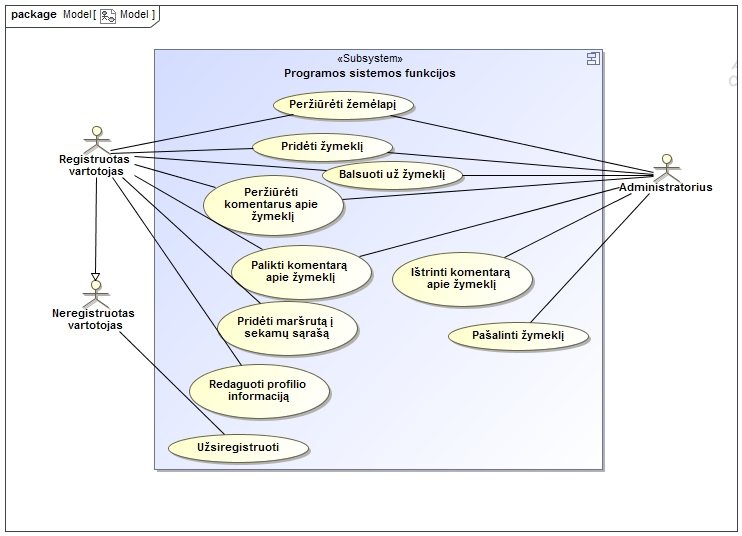 package Model [ Model ]
«Subsystem»
Programos sistemos funkcijos
Peržiūrėti žemėlapį
Pridėti žymeklį
Balsuoti už žymeklį
Registruotas
vartotojas
Administratorius
Peržiūrėti
komentarus apie
žymeklį
Palikti komentarą
apie žymeklį
Ištrinti komentarą
apie žymeklį
Neregistruotas
vartotojas
Pridėti maršrutą į
sekamų sąrašą
Pašalinti žymeklį
Redaguoti profilio
informaciją
Užsiregistruoti